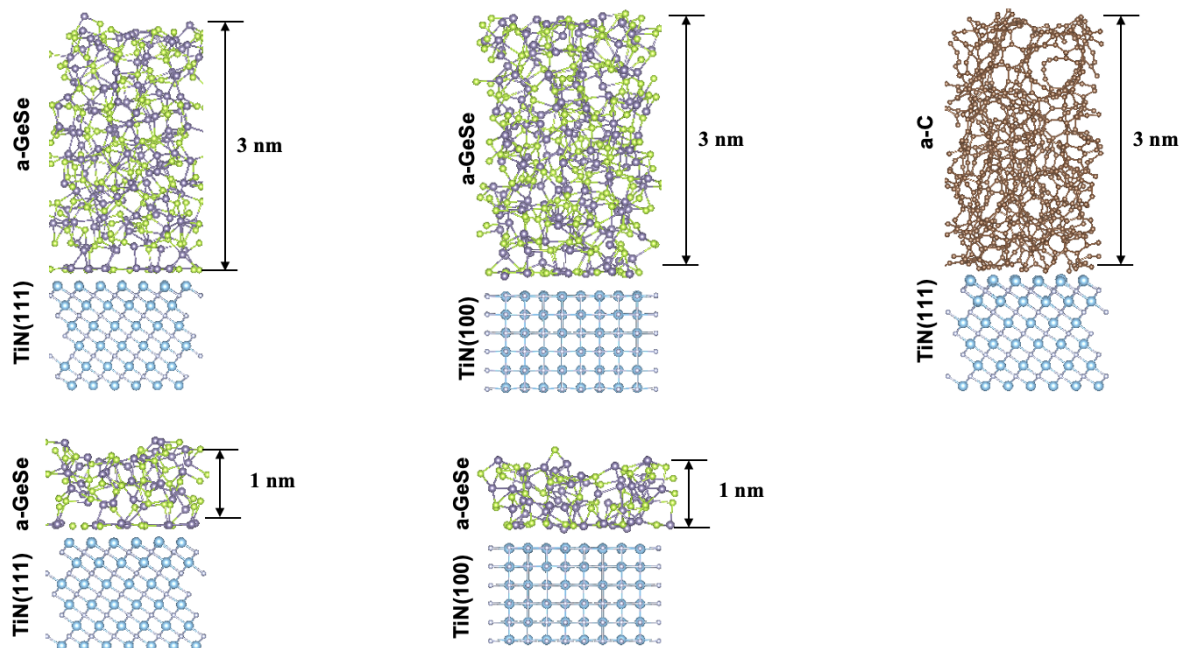 a-GeSe
3 nm
TiN(111)
a-GeSe
3 nm
TiN(100)
a-C
3 nm
TiN(111)
a-GeSe
1 nm
TiN(111)
a-GeSe
1 nm
TiN(100)